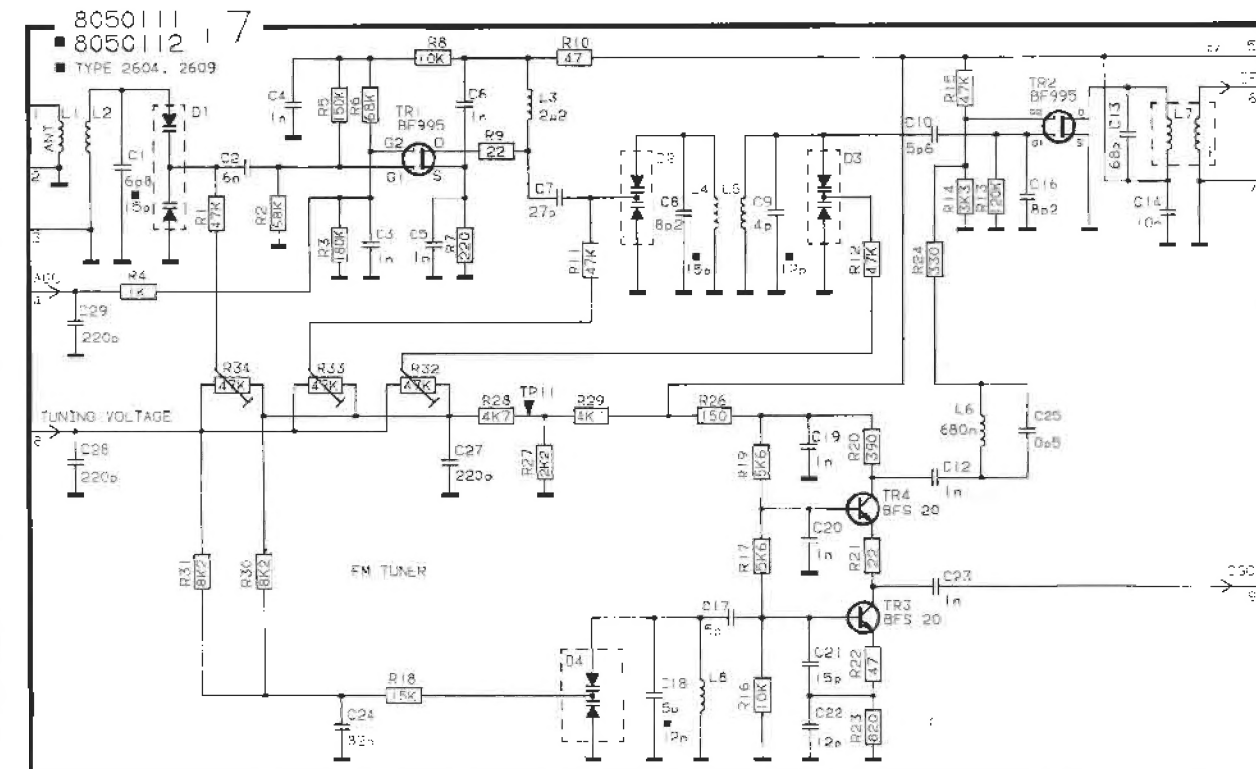 8050111
■ 8050112
7
■ TYPE 2604, 2609
R8
10K
R10
47
C4
1n
R5
150K
R6
68K
TR1
BF995
C6
1n
L3
2µ2
R9
22
G2
D
G1
S
L1
L2
ANT
D1
C1
6p8
■
15p
C2
6n
R1
47K
R2
68K
R3
180K
C3
1n
C5
1n
R7
220
C7
27p
R11
47K
D2
C8
8p2
■
15p
L4
L5
C9
4p
■
12p
D3
R12
47K
C10
5p6
R15
47K
TR2
BF995
G1
D
S
R14
3K3
R13
120K
C16
8p2
C13
68p
L7
C14
10n
R24
330
AGC
R4
1K
C29
220p
R34
47K
R33
47K
R32
47K
TUNING VOLTAGE
C28
220p
C27
220p
R28
4K7
TP11
R29
4K
R27
2K2
R26
150
R19
5K6
C19
1n
R20
390
L6
680n
C25
0p5
C12
1n
TR4
BFS 20
C20
1n
R17
5K6
R21
22
C23
1n
R31
8K2
R30
8K2
FM TUNER
C17
5p
TR3
BFS 20
D4
C18
5p
■
12p
L8
R16
10K
C21
15p
R22
47
C22
12p
R23
820
R18
15K
C24
82n